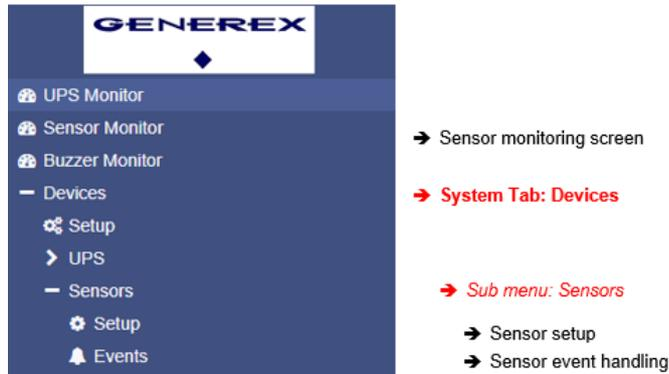 GENEREX
UPS Monitor
Sensor Monitor
➔ Sensor monitoring screen
Buzzer Monitor
Devices
➔ System Tab: Devices
Setup
UPS
Sensors
➔ Sub menu: Sensors
Setup
➔ Sensor setup
Events
➔ Sensor event handling